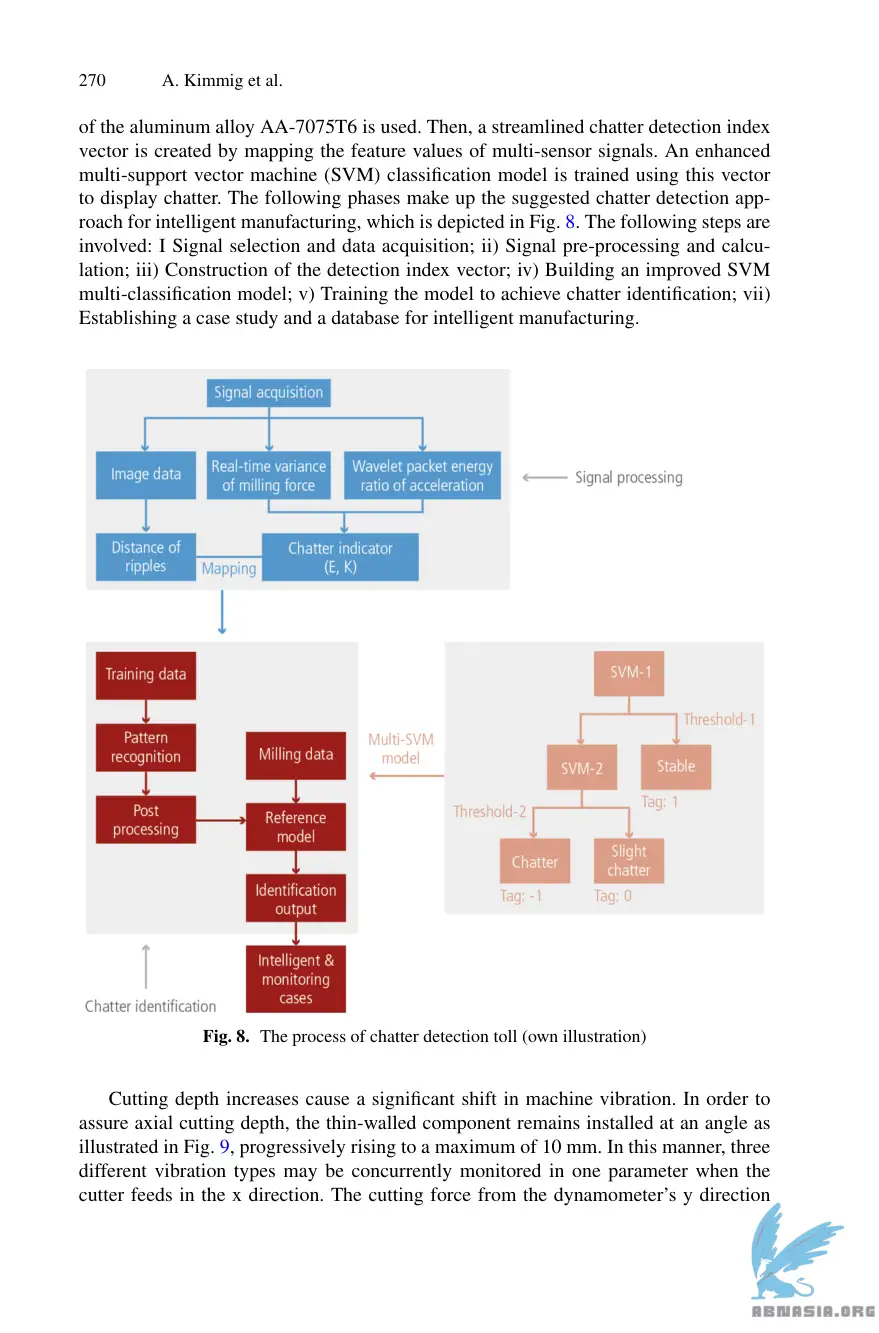 270 A. Kimmig et al.
of the aluminum alloy AA-7075T6 is used. Then, a streamlined chatter detection index
vector is created by mapping the feature values of multi-sensor signals. An enhanced
multi-support vector machine (SVM) classification model is trained using this vector
to display chatter. The following phases make up the suggested chatter detection app-
roach for intelligent manufacturing, which is depicted in Fig. 8. The following steps are
involved: I Signal selection and data acquisition; ii) Signal pre-processing and calcu-
lation; iii) Construction of the detection index vector; iv) Building an improved SVM
multi-classification model; v) Training the model to achieve chatter identification; vii)
Establishing a case study and a database for intelligent manufacturing.
Signal acquisition
Image data
Real-time variance
of milling force
Wavelet packet energy
ratio of acceleration
Signal processing
Distance of
ripples
Mapping
Chatter indicator
(E, K)
Training data
Pattern
recognition
Post
processing
Milling data
Reference
model
Identification
output
Intelligent &
monitoring
cases
Chatter identification
Multi-SVM
model
SVM-1
Threshold-1
SVM-2
Stable
Tag: 1
Threshold-2
Chatter
Tag: -1
Slight
chatter
Tag: 0
Fig. 8. The process of chatter detection toll (own illustration)
Cutting depth increases cause a significant shift in machine vibration. In order to
assure axial cutting depth, the thin-walled component remains installed at an angle as
illustrated in Fig. 9, progressively rising to a maximum of 10 mm. In this manner, three
different vibration types may be concurrently monitored in one parameter when the
cutter feeds in the x direction. The cutting force from the dynamometer's y direction
ABNASIA.ORG